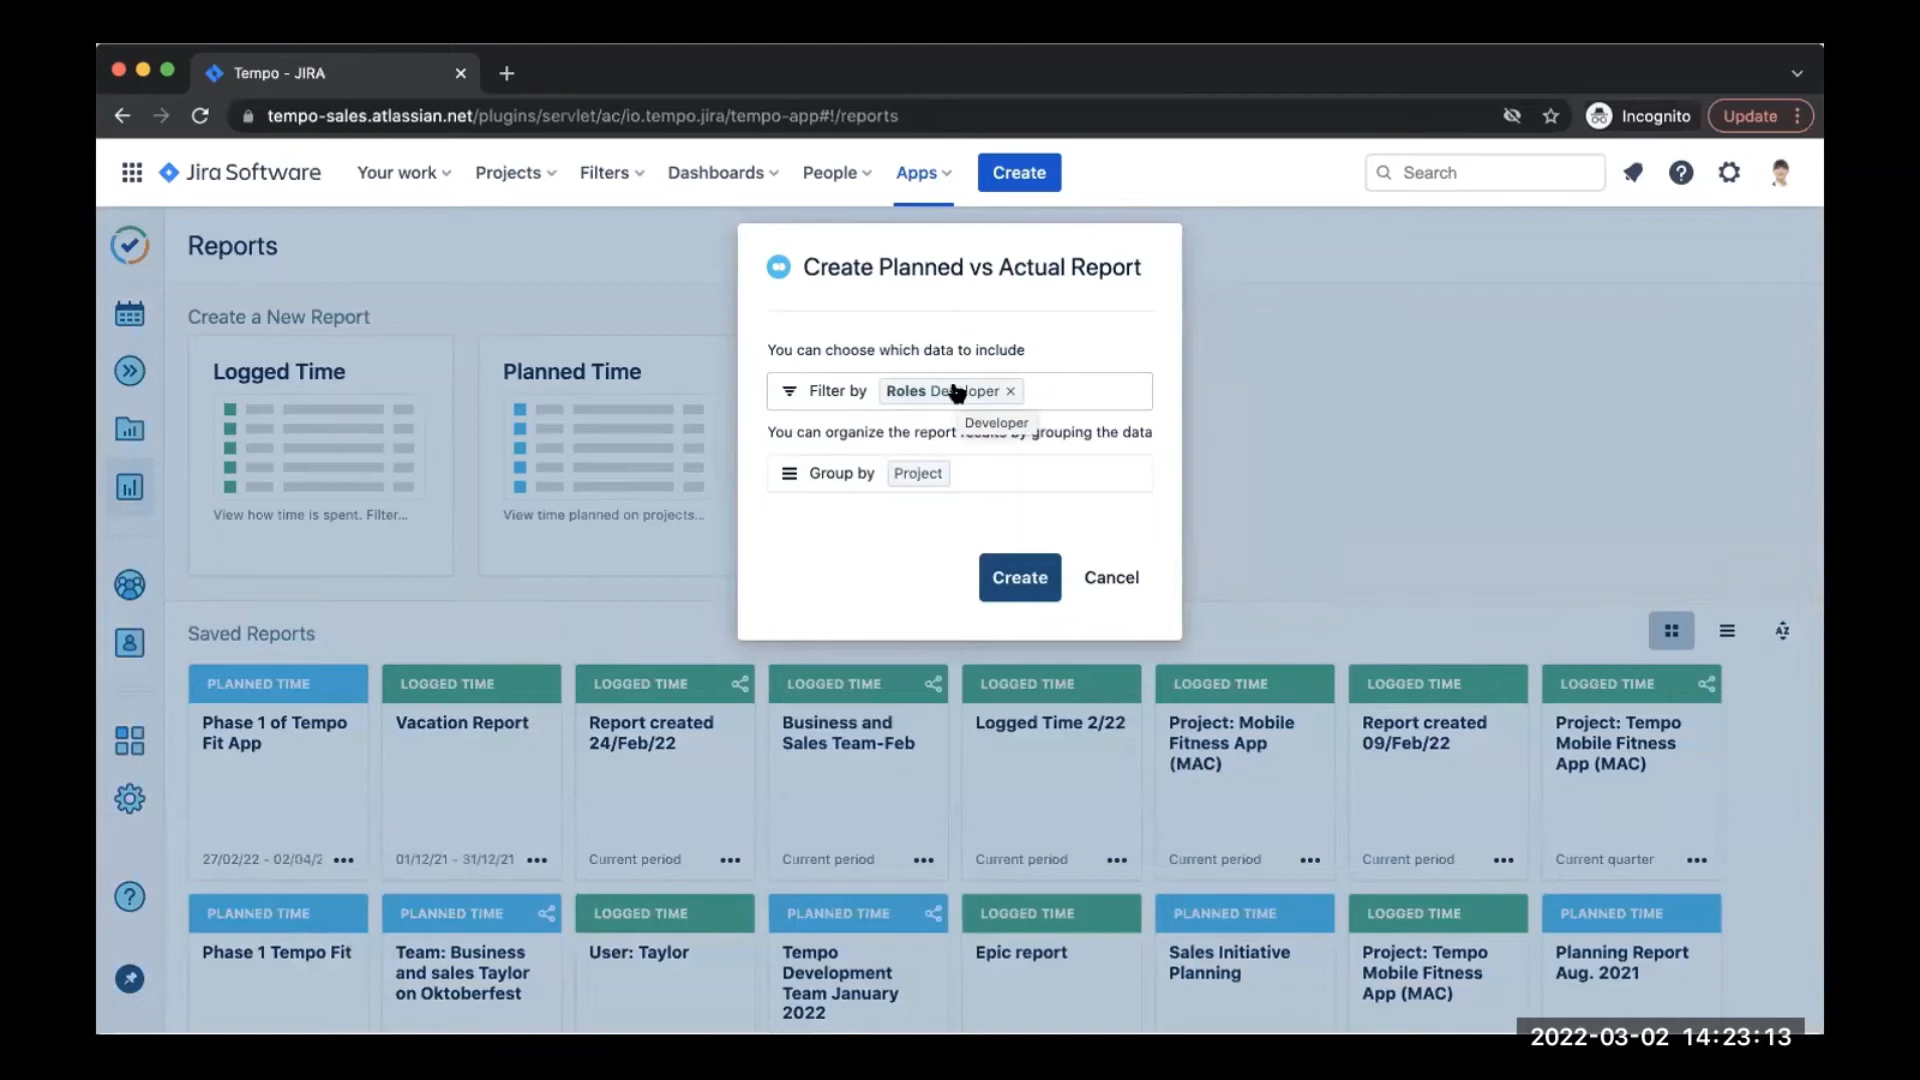 Tempo - JIRA
tempo-sales.atlassian.net/plugins/servlet/ac/io.tempo.jira/tempo-app#!/reports
Incognito
Update
Jira Software
Your work
Projects
Filters
Dashboards
People
Apps
Create
Search
Reports
Create a New Report
Logged Time
View how time is spent. Filter...
Planned Time
View time planned on projects...
Create Planned vs Actual Report
You can choose which data to include
Filter by
Roles Developer
Developer
You can organize the report results by grouping the data
Group by
Project
Create
Cancel
Saved Reports
AZ
PLANNED TIME
Phase 1 of Tempo
Fit App
27/02/22 - 02/04/2
LOGGED TIME
Vacation Report
01/12/21 - 31/12/21
LOGGED TIME
Report created
24/Feb/22
Current period
LOGGED TIME
Business and
Sales Team-Feb
Current period
LOGGED TIME
Logged Time 2/22
Current period
LOGGED TIME
Project: Mobile
Fitness App
(MAC)
Current period
LOGGED TIME
Report created
09/Feb/22
Current period
LOGGED TIME
Project: Tempo
Mobile Fitness
App (MAC)
Current quarter
PLANNED TIME
Phase 1 Tempo Fit
PLANNED TIME
Team: Business
and sales Taylor
on Oktoberfest
LOGGED TIME
User: Taylor
PLANNED TIME
Tempo
Development
Team January
2022
LOGGED TIME
Epic report
PLANNED TIME
Sales Initiative
Planning
LOGGED TIME
Project: Tempo
Mobile Fitness
App (MAC)
PLANNED TIME
Planning Report
Aug. 2021
2022-03-02 14:23:13